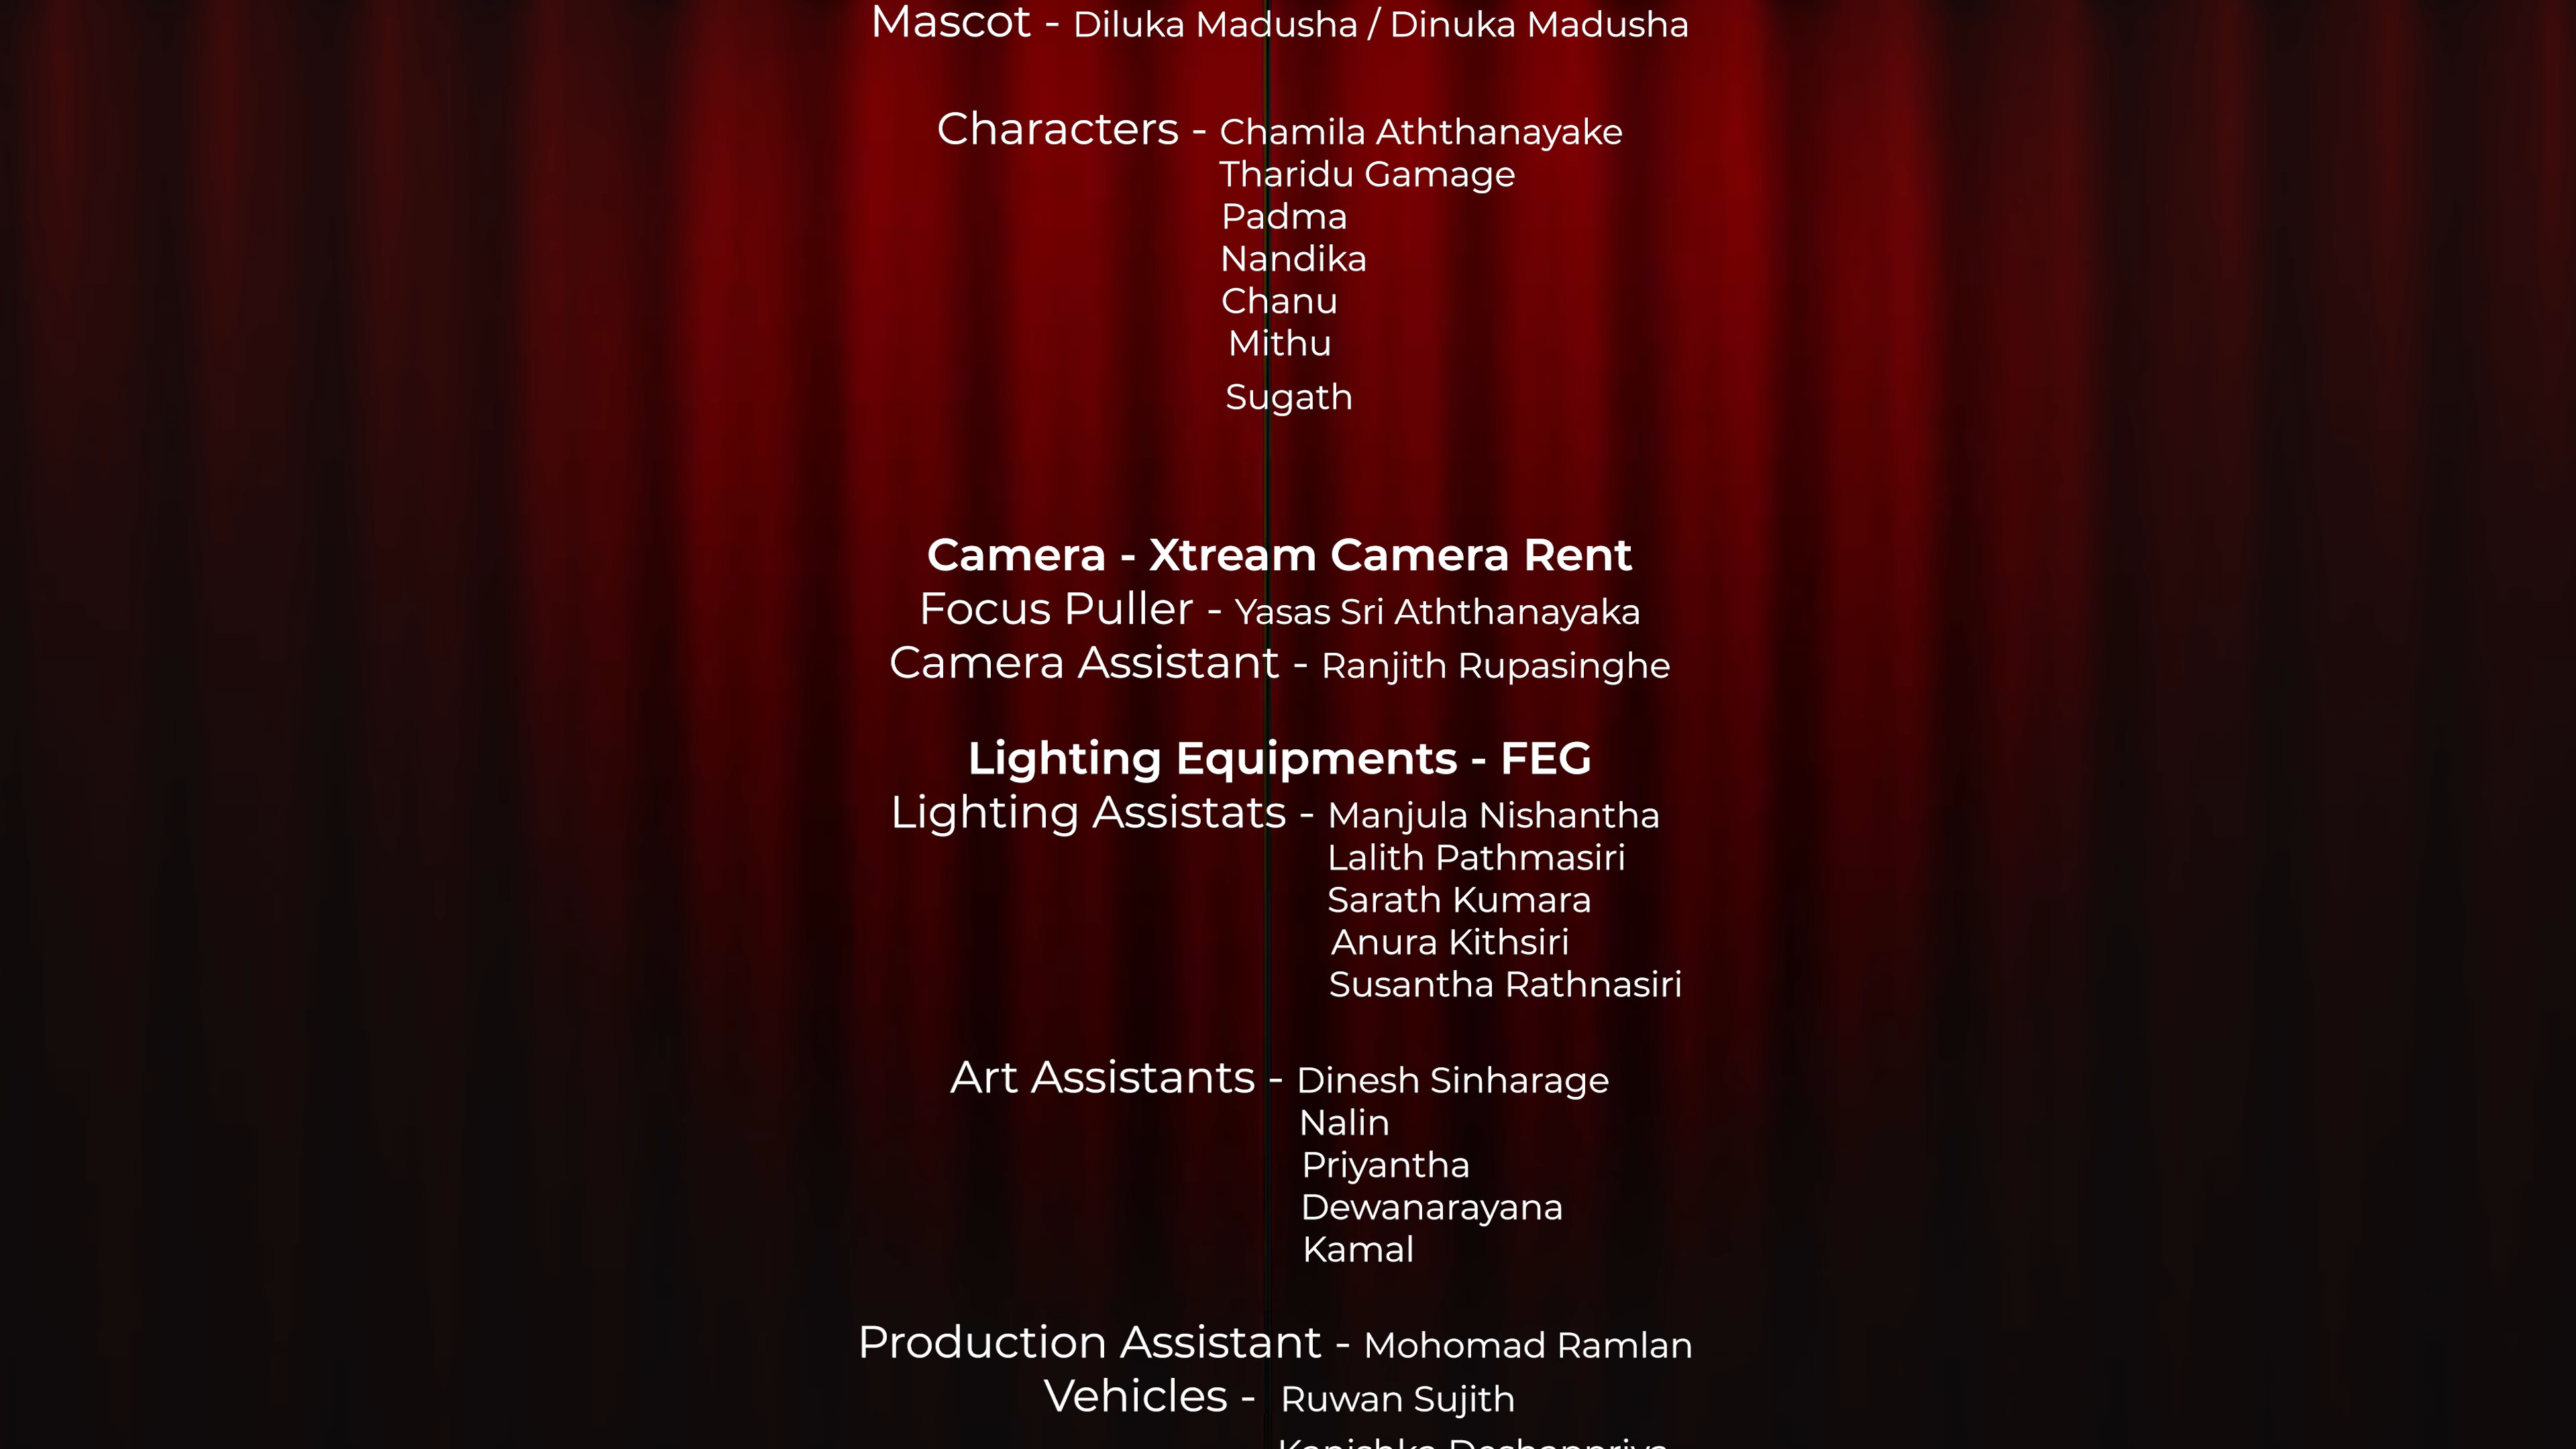 Mascot - Diluka Madusha / Dinuka Madusha
Characters - Chamila Aththanayake
Tharidu Gamage
Padma
Nandika
Chanu
Mithu
Sugath
Camera - Xtream Camera Rent
Focus Puller - Yasas Sri Aththanayaka
Camera Assistant - Ranjith Rupasinghe
Lighting Equipments - FEG
Lighting Assistats - Manjula Nishantha
Lalith Pathmasiri
Sarath Kumara
Anura Kithsiri
Susantha Rathnasiri
Art Assistants - Dinesh Sinharage
Nalin
Priyantha
Dewanarayana
Kamal
Production Assistant - Mohomad Ramlan
Vehicles - Ruwan Sujith